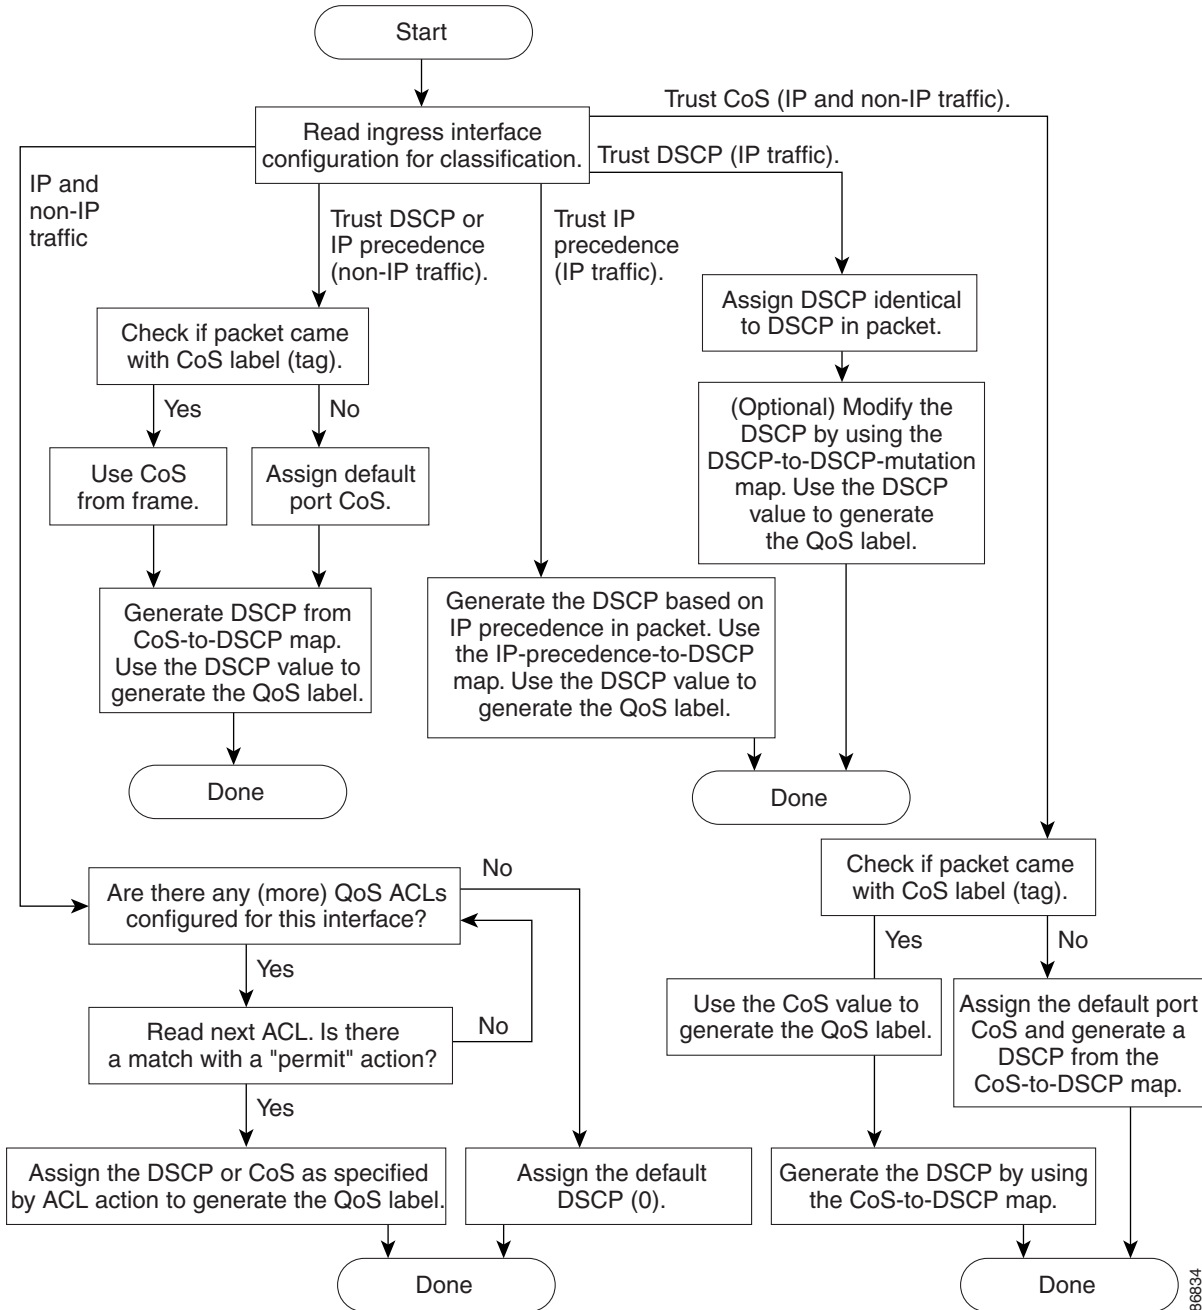 Start
Trust CoS (IP and non-IP traffic).
Read ingress interface
configuration for classification.
Trust DSCP (IP traffic).
IP and
non-IP
traffic
Trust DSCP or
IP precedence
(non-IP traffic).
Trust IP
precedence
(IP traffic).
Assign DSCP identical
to DSCP in packet.
Check if packet came
with CoS label (tag).
Yes
No
(Optional) Modify the
DSCP by using the
DSCP-to-DSCP-mutation
map. Use the DSCP
value to generate
the QoS label.
Use CoS
from frame.
Assign default
port CoS.
Generate DSCP from
CoS-to-DSCP map.
Use the DSCP value to
generate the QoS label.
Generate the DSCP based on
IP precedence in packet. Use
the IP-precedence-to-DSCP
map. Use the DSCP value to
generate the QoS label.
Done
Done
Are there any (more) QoS ACLs
configured for this interface?
No
Check if packet came
with CoS label (tag).
Yes
Yes
No
Read next ACL. Is there
a match with a "permit" action?
No
Use the CoS value to
generate the QoS label.
Assign the default port
CoS and generate a
DSCP from the
CoS-to-DSCP map.
Yes
Assign the DSCP or CoS as specified
by ACL action to generate the QoS label.
Assign the default
DSCP (0).
Generate the DSCP by using
the CoS-to-DSCP map.
Done
Done
86834